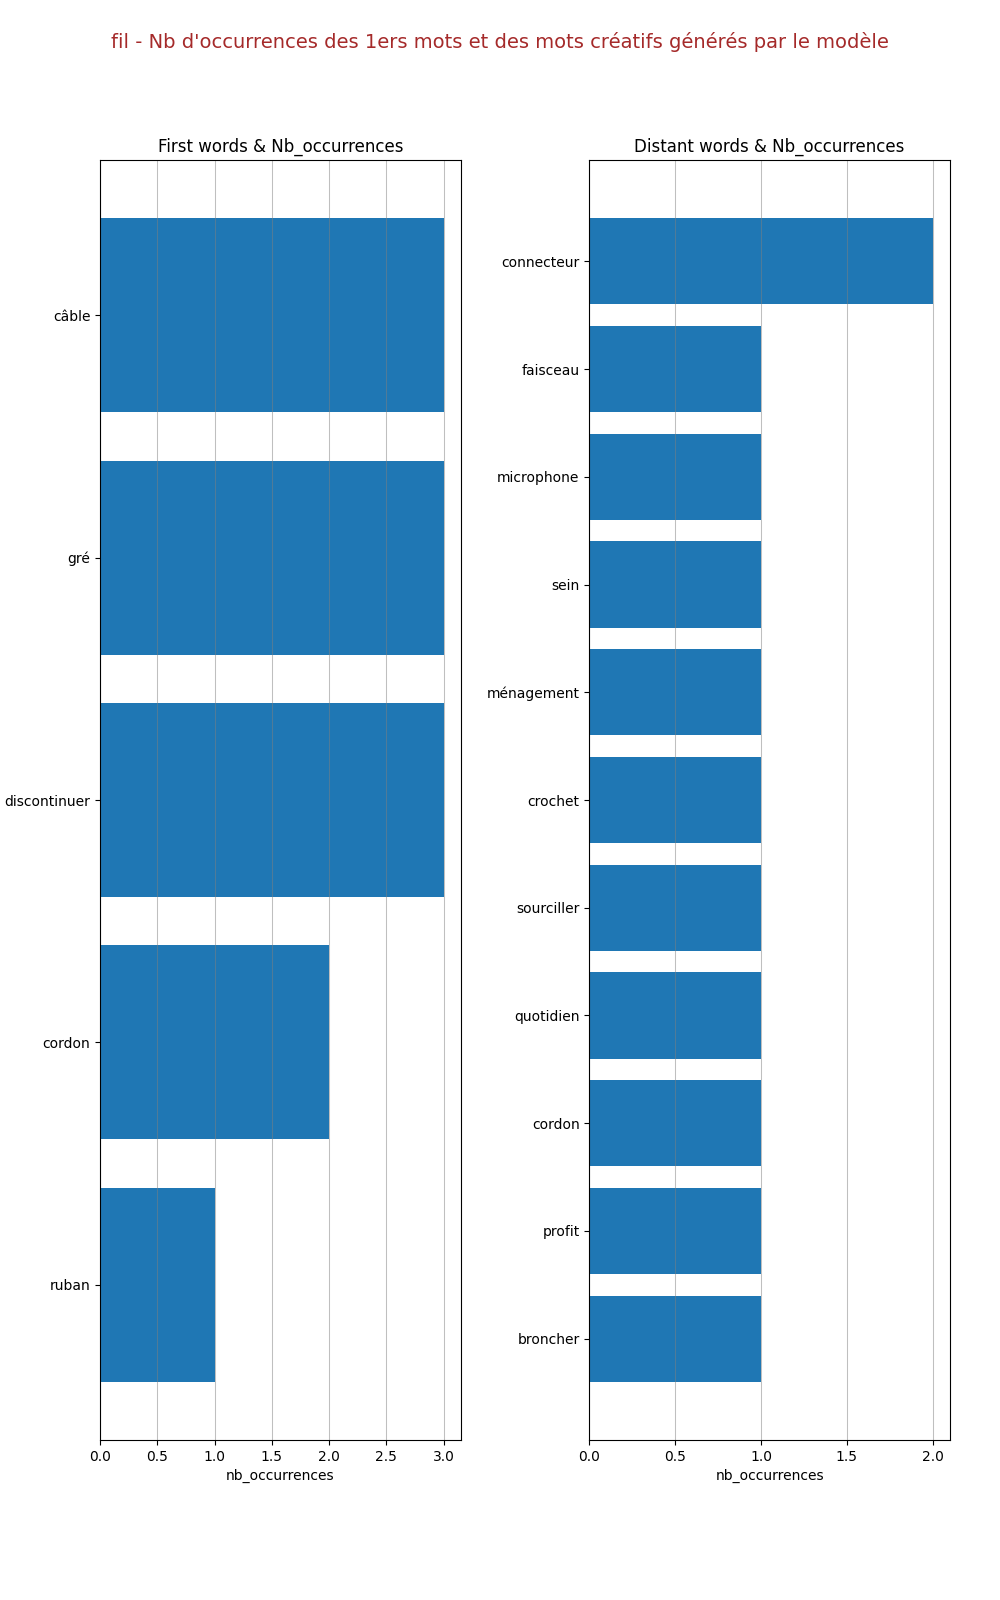 fil - Nb d'occurrences des 1ers mots et des mots créatifs générés par le modèle
First words & Nb_occurrences
câble
gré
discontinuer
cordon
ruban
0.0 0.5 1.0 1.5 2.0 2.5 3.0
nb_occurrences
Distant words & Nb_occurrences
connecteur
faisceau
microphone
sein
ménagement
crochet
sourciller
quotidien
cordon
profit
broncher
0.0 0.5 1.0 1.5 2.0
nb_occurrences